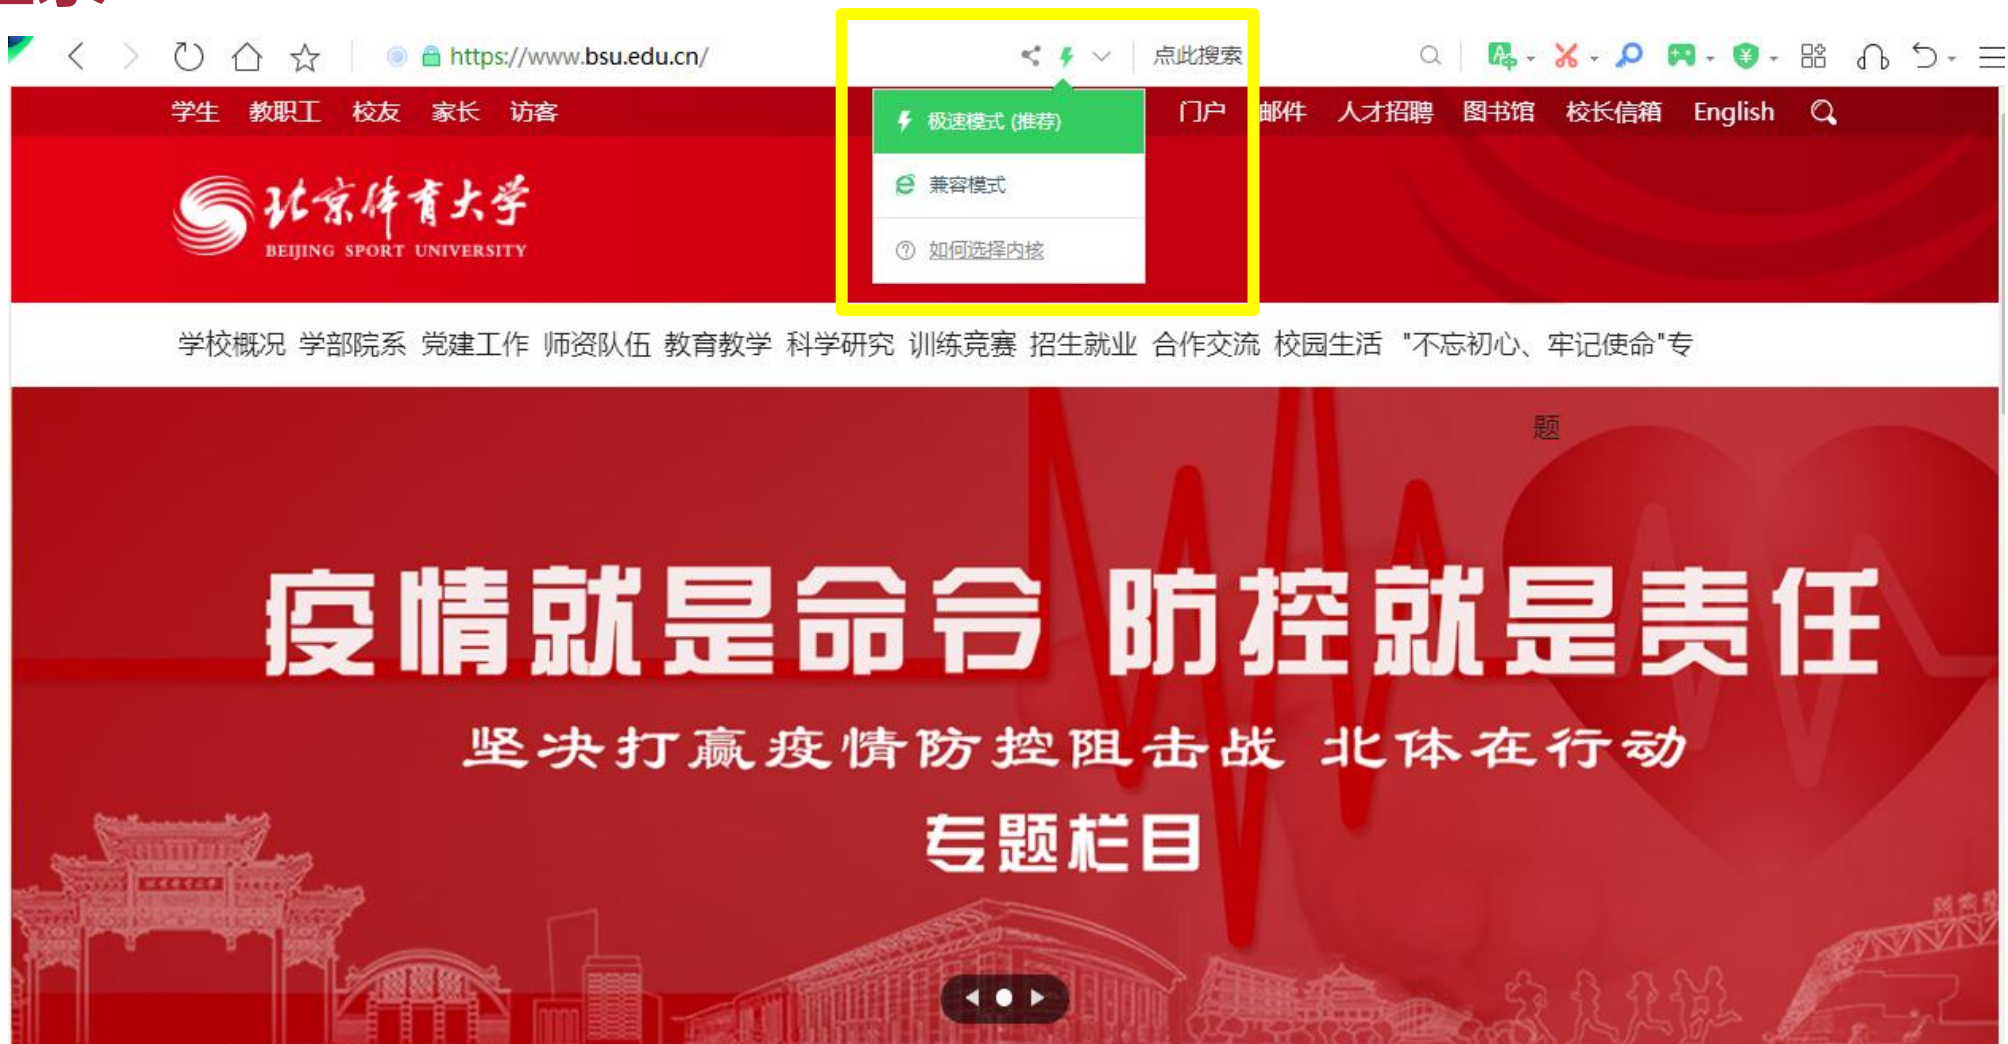 https://www.bsu.edu.cn/
点此搜索
学生 教职工 校友 家长 访客
门户 邮件 人才招聘 图书馆 校长信箱 English
极速模式 (推荐)
兼容模式
如何选择内核
北京体育大学
BEIJING SPORT UNIVERSITY
学校概况 学部院系 党建工作 师资队伍 教育教学 科学研究 训练竞赛 招生就业 合作交流 校园生活 "不忘初心、牢记使命"专
题
疫情就是命令 防控就是责任
坚决打赢疫情防控阻击战 北体在行动
专题栏目